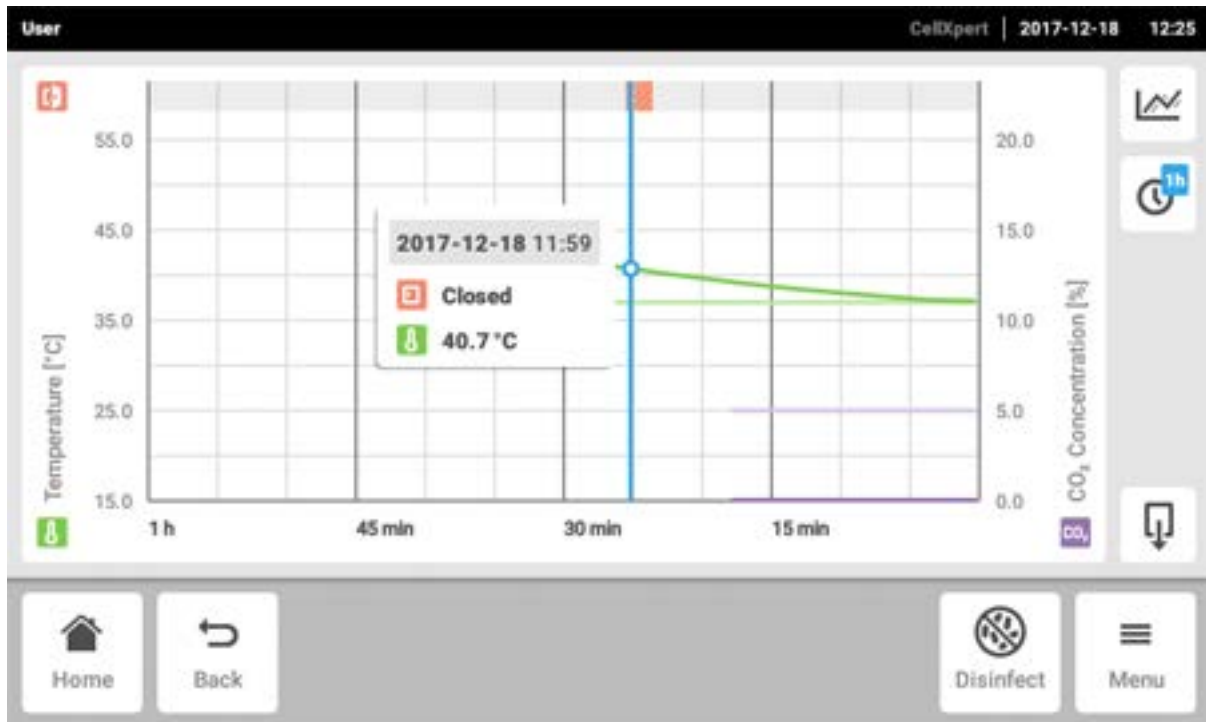 User
CellXpert | 2017-12-18 12:25
55.0
45.0
35.0
25.0
15.0
Temperature [°C]
20.0
15.0
10.0
5.0
0.0
CO₂ Concentration [%]
2017-12-18 11:59
Closed
40.7 °C
1 h
45 min
30 min
15 min
CO₂
1h
Home
Back
Disinfect
Menu